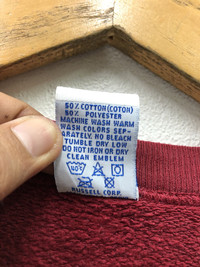 50% COTTON (COTON)
50% POLYESTER
MACHINE WASH WARM
WASH COLORS SEP-
ARATELY. NO BLEACH
TUMBLE DRY LOW
DO NOT IRON OR DRY
CLEAN EMBLEM
RUSSELL CORP.